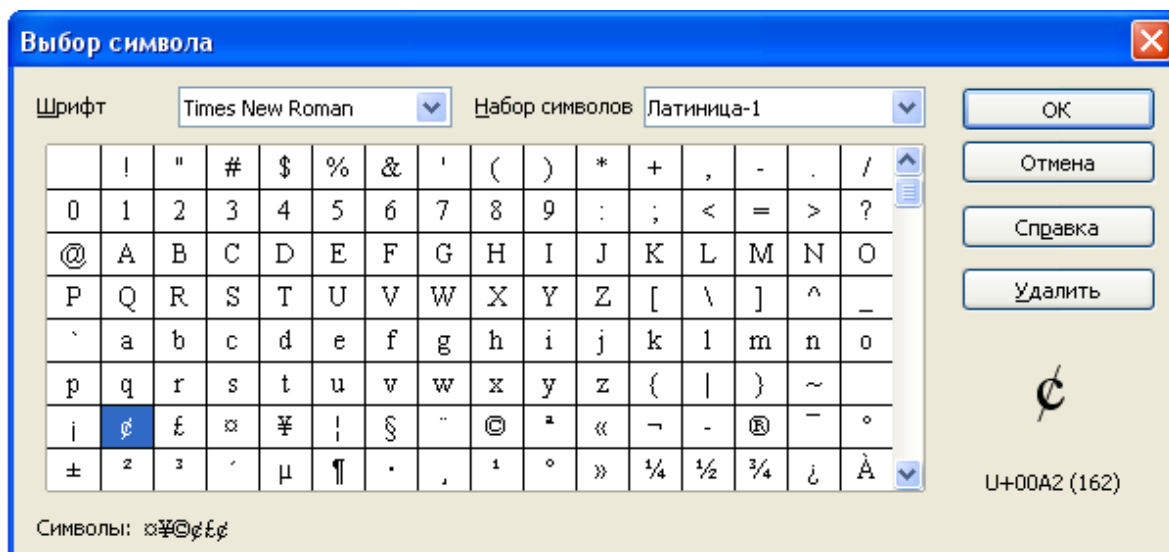 Выбор символа
Шрифт Times New Roman Набор символов Латиница-1 ОК
! " # $ % & ' ( ) * + , - . / Отмена
0 1 2 3 4 5 6 7 8 9 : ; < = > ? Справка
@ A B C D E F G H I J K L M N O
P Q R S T U V W X Y Z [ \ ] ^ _ Удалить
` a b c d e f g h i j k l m n o
p q r s t u v w x y z { | } ~ ¢
¡ ¢ £ ¤ ¥ ¦ § ¨ © ª « ¬ - ® ¯ °
± ² ³ ´ µ ¶ · ¸ ¹ º » ¼ ½ ¾ ¿ À U+00A2 (162)
Символы: ¤¥©¢£¢